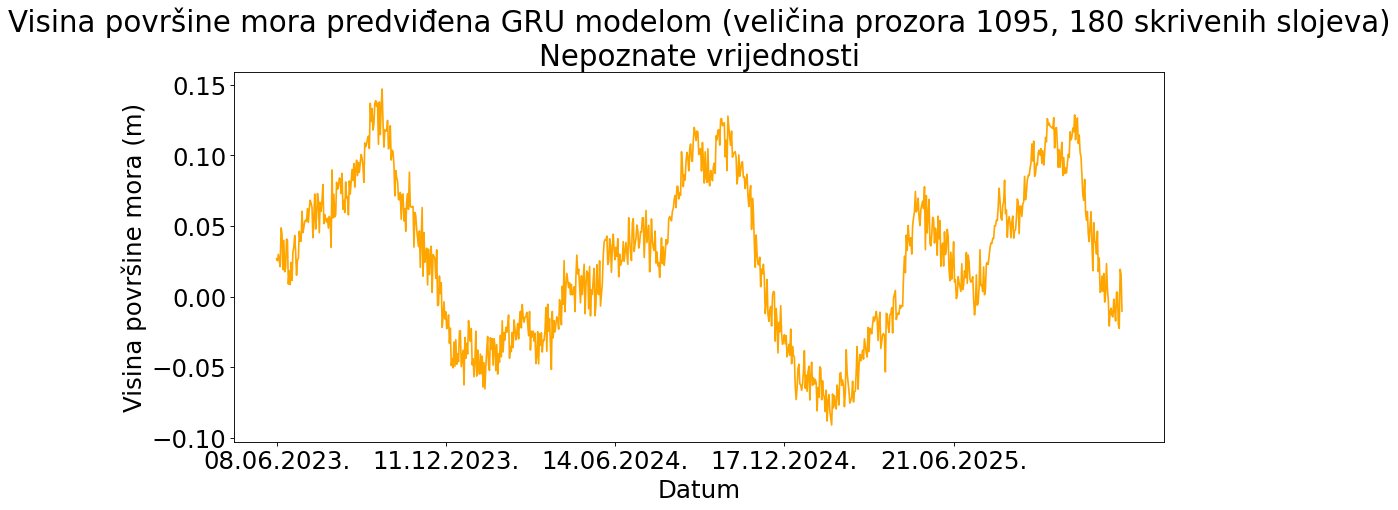 Visina površine mora predviđena GRU modelom (veličina prozora 1095, 180 skrivenih slojeva)
Nepoznate vrijednosti
Visina površine mora (m)
0.15
0.10
0.05
0.00
−0.05
−0.10
08.06.2023. 11.12.2023. 14.06.2024. 17.12.2024. 21.06.2025.
Datum